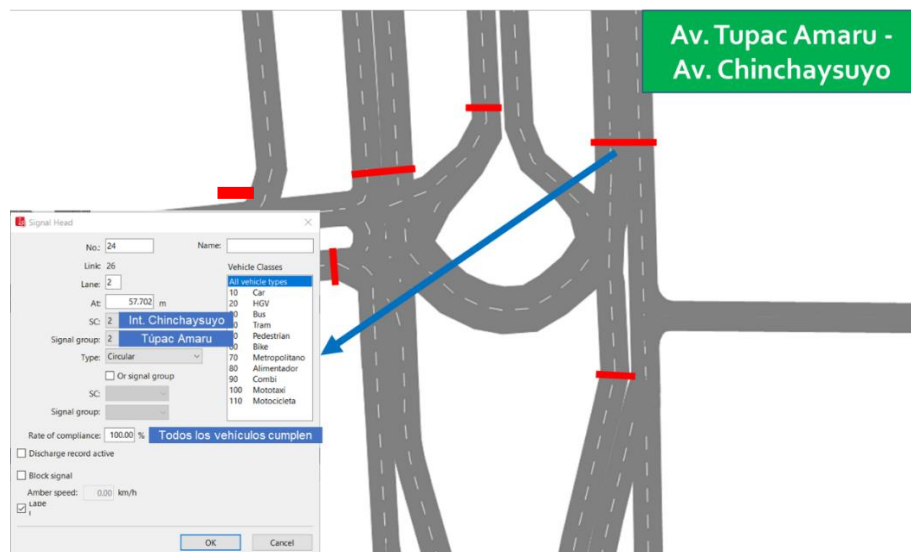 Av. Tupac Amaru -
Av. Chinchaysuyo
Signal Head
No.: 24 Name:
Link: 26 Vehicle Classes
Lane: 2 All vehicle types
10 Car
At: 57.702 m 20 HGV
Bus
SC: 2 Int. Chinchaysuyo Tram
Signal group: 2 Túpac Amaru Pedestrian
Bike
Type: Circular 70 Metropolitano
80 Alimentador
Or signal group 90 Combi
SC: 100 Mototaxi
110 Motocicleta
Signal group:
Rate of compliance: 100.00 % Todos los vehículos cumplen
Discharge record active
Block signal
Amber speed: 0.00 km/h
OK Cancel